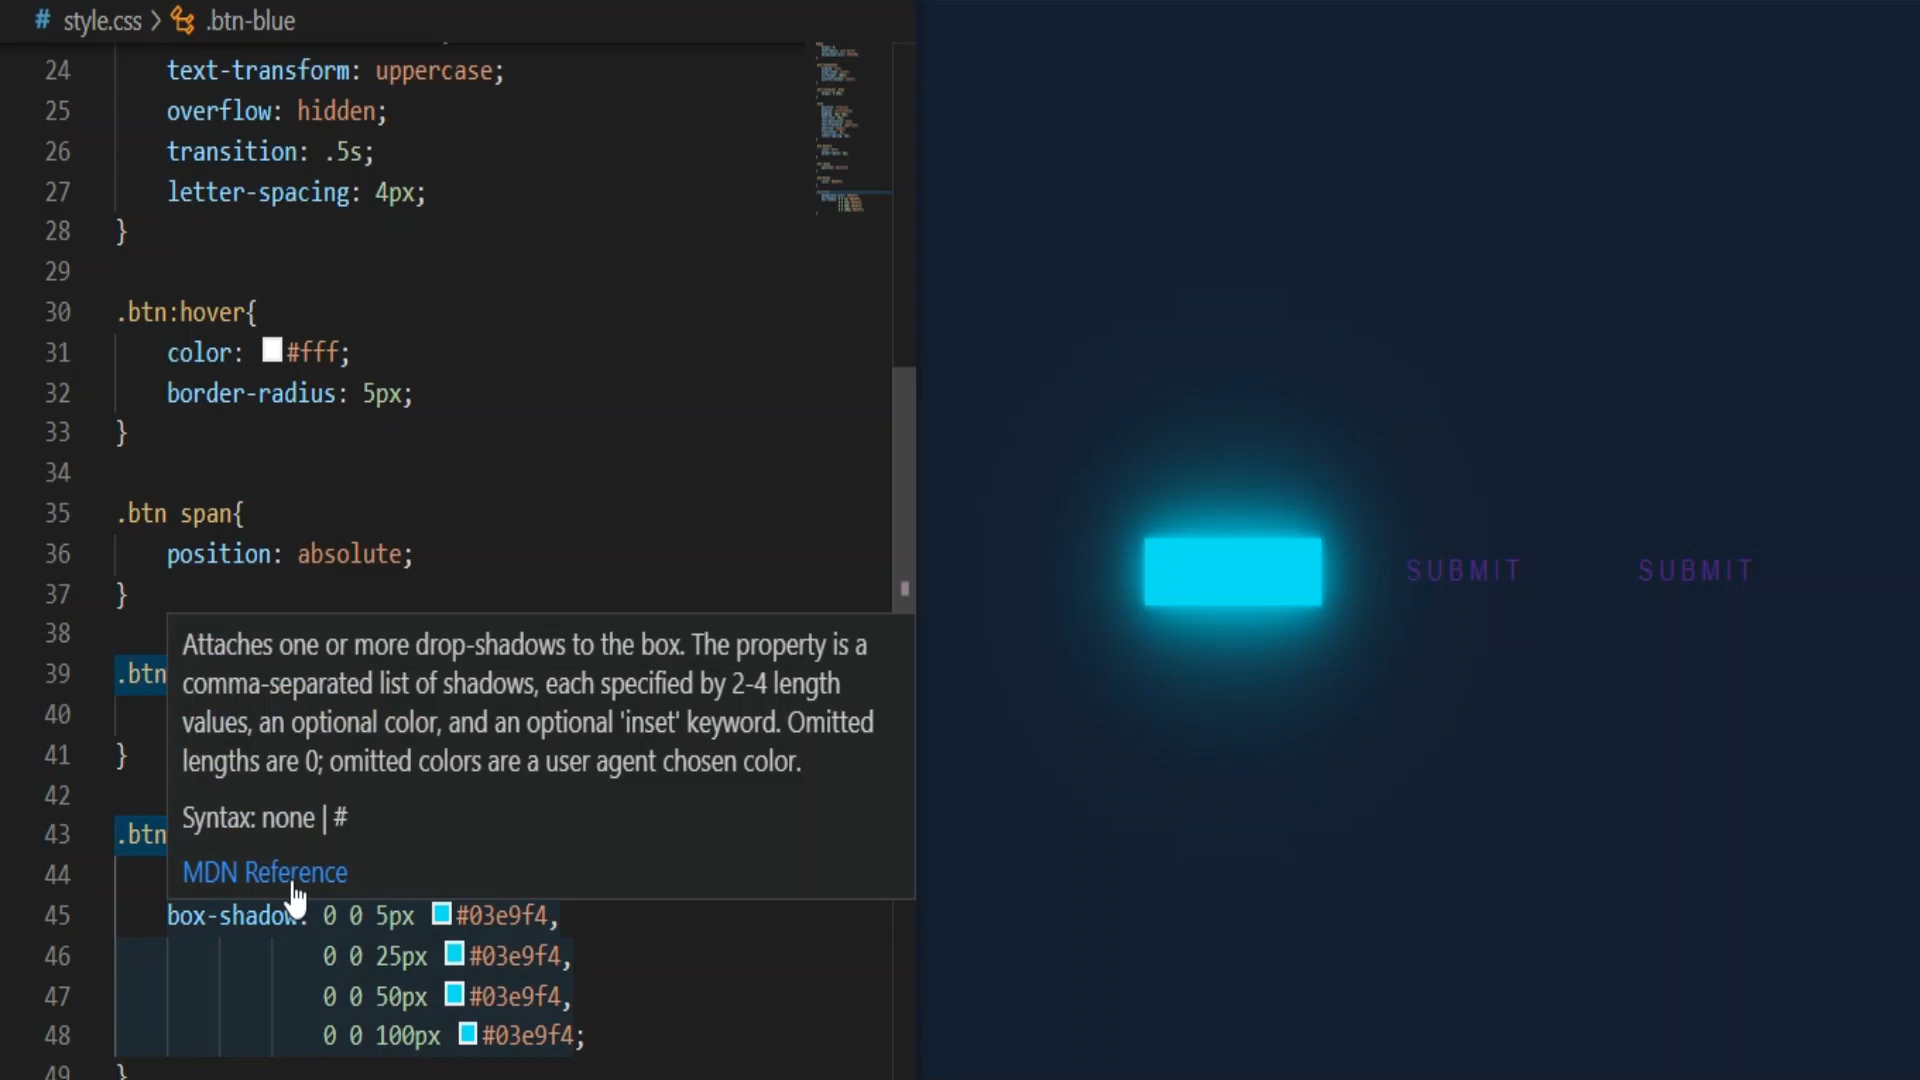 # style.css > .btn-blue
24 text-transform: uppercase;
25 overflow: hidden;
26 transition: .5s;
27 letter-spacing: 4px;
28 }
29
30 .btn:hover{
31 color: #fff;
32 border-radius: 5px;
33 }
34
35 .btn span{
36 position: absolute;
37 }
38
Attaches one or more drop-shadows to the box. The property is a
39 .btn
comma-separated list of shadows, each specified by 2-4 length
40
values, an optional color, and an optional 'inset' keyword. Omitted
41 }
lengths are 0; omitted colors are a user agent chosen color.
42
Syntax: none | #
43 .btn
44
MDN Reference
45 box-shadow: 0 0 5px #03e9f4,
46 0 0 25px #03e9f4,
47 0 0 50px #03e9f4,
48 0 0 100px #03e9f4;
49 }
SUBMIT SUBMIT